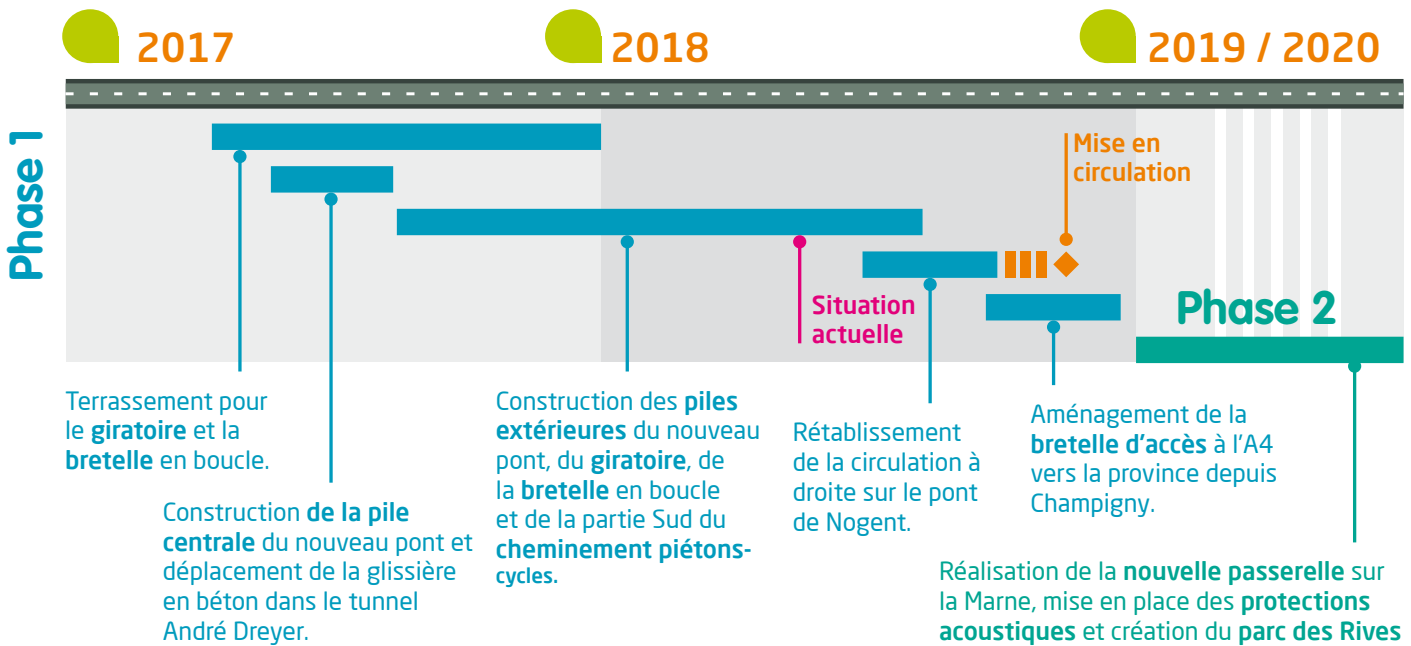 2017
2018
2019 / 2020
Phase 1
Mise en
circulation
Situation
actuelle
Phase 2
Terrassement pour
le giratoire et la
bretelle en boucle.
Construction de la pile
centrale du nouveau pont et
déplacement de la glissière
en béton dans le tunnel
André Dreyer.
Construction des piles
extérieures du nouveau
pont, du giratoire, de
la bretelle en boucle
et de la partie Sud du
cheminement piétons-
cycles.
Rétablissement
de la circulation à
droite sur le pont
de Nogent.
Aménagement de la
bretelle d'accès à l'A4
vers la province depuis
Champigny.
Réalisation de la nouvelle passerelle sur
la Marne, mise en place des protections
acoustiques et création du parc des Rives